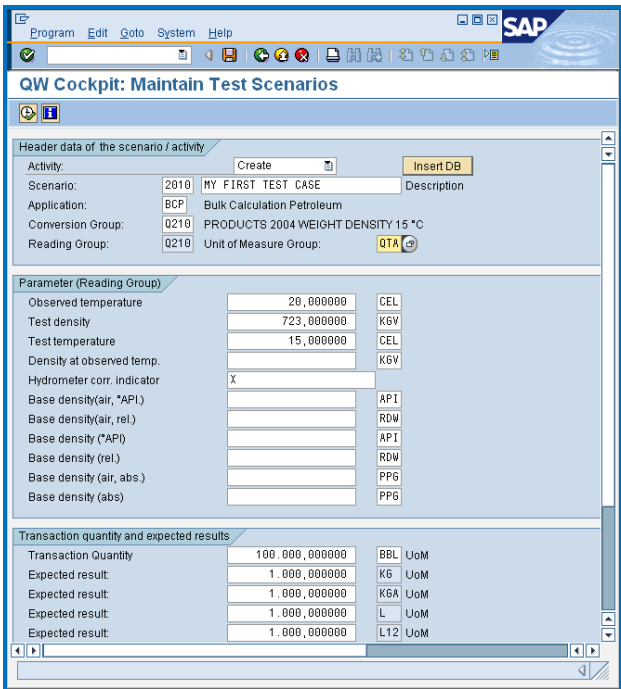 Program Edit Goto System Help
SAP
QW Cockpit: Maintain Test Scenarios
Header data of the scenario / activity
Activity: Create Insert DB
Scenario: 2010 MY FIRST TEST CASE Description
Application: BCP Bulk Calculation Petroleum
Conversion Group: Q210 PRODUCTS 2004 WEIGHT DENSITY 15 °C
Reading Group: Q210 Unit of Measure Group: QTA
Parameter (Reading Group)
Observed temperature 20,000000 CEL
Test density 723,000000 KGV
Test temperature 15,000000 CEL
Density at observed temp. KGV
Hydrometer corr. indicator X
Base density(air, °API.) API
Base density(air, rel.) RDW
Base density (°API) API
Base density (rel.) RDW
Base density (air, abs.) PPG
Base density (abs) PPG
Transaction quantity and expected results
Transaction Quantity 100.000,000000 BBL UoM
Expected result: 1.000,000000 KG UoM
Expected result: 1.000,000000 KGA UoM
Expected result: 1.000,000000 L UoM
Expected result: 1.000,000000 L12 UoM